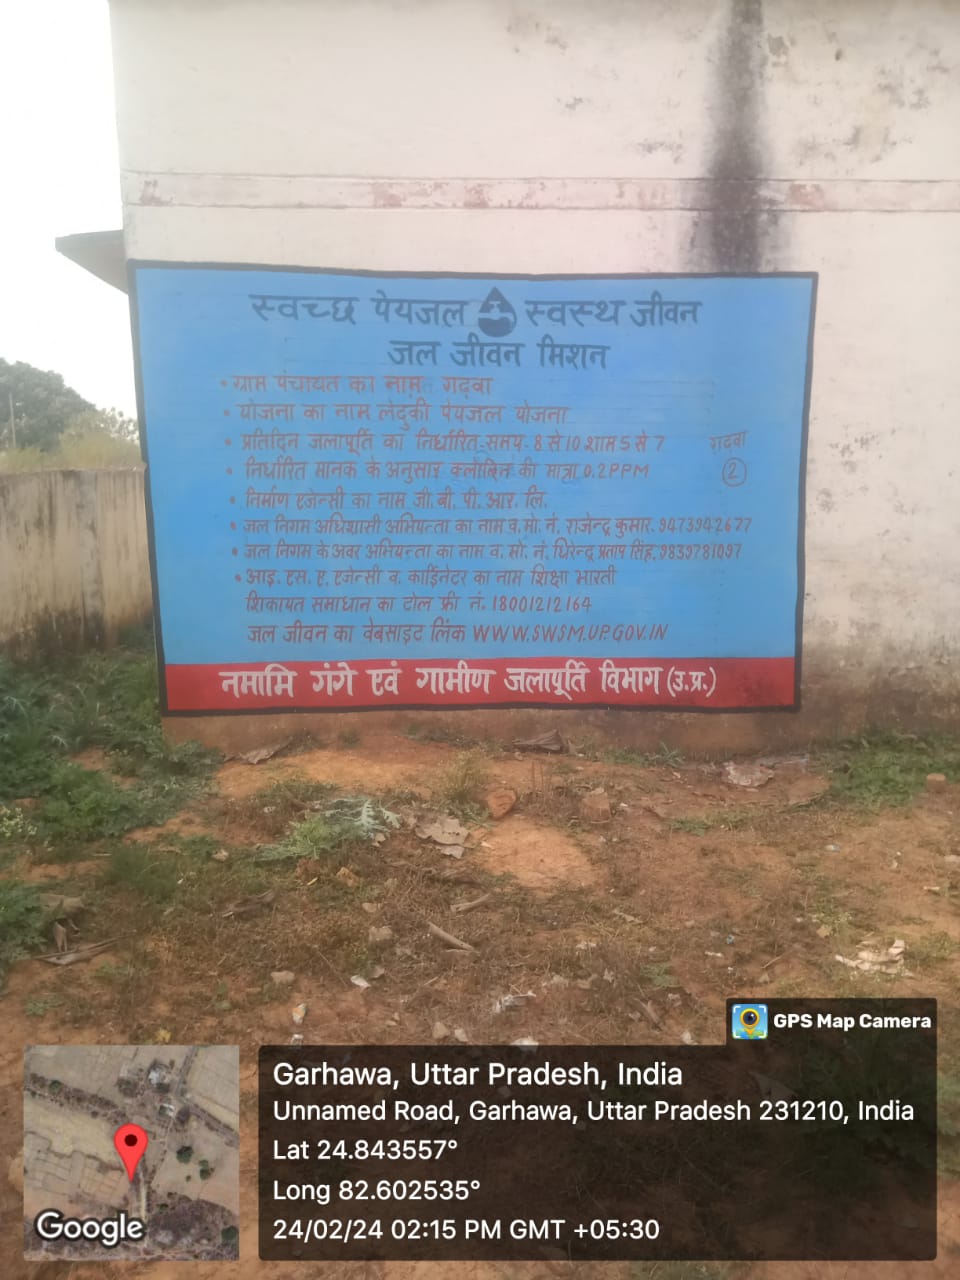 स्वच्छ पेयजल स्वस्थ जीवन
जल जीवन मिशन
• ग्राम पंचायत का नाम गढ़वा
• योजना का नाम लेदुकी पेयजल योजना
• प्रतिदिन जलापूर्ति का निर्धारित समय- 8 से 10 शाम 5 से 7
गढ़वा
2
• निर्धारित मानक के अनुसार क्लोरिन की मात्रा 0.2 PPM
• निर्माण एजेन्सी का नाम जी. बी. पी. आर. लि.
• जल निगम अधिशासी अभियन्ता का नाम व. मो. नं. राजेन्द्र कुमार. 9473942677
• जल निगम के अवर अभियन्ता का नाम व. मो. नं. धिरेन्द्र प्रताप सिंह, 9839781097
• आइ. एस. ए. एजेन्सी व. कार्डिनेटर का नाम शिक्षा भारती
शिकायत समाधान का टोल फ्री नं. 18001212164
जल जीवन का वेबसाइट लिंक WWW.SWSM.UP.GOV.IN
नमामि गंगे एवं गामीण जलापूर्ति विभाग (उ.प्र.)
GPS Map Camera
Garhawa, Uttar Pradesh, India
Unnamed Road, Garhawa, Uttar Pradesh 231210, India
Lat 24.843557°
Long 82.602535°
24/02/24 02:15 PM GMT +05:30
Google